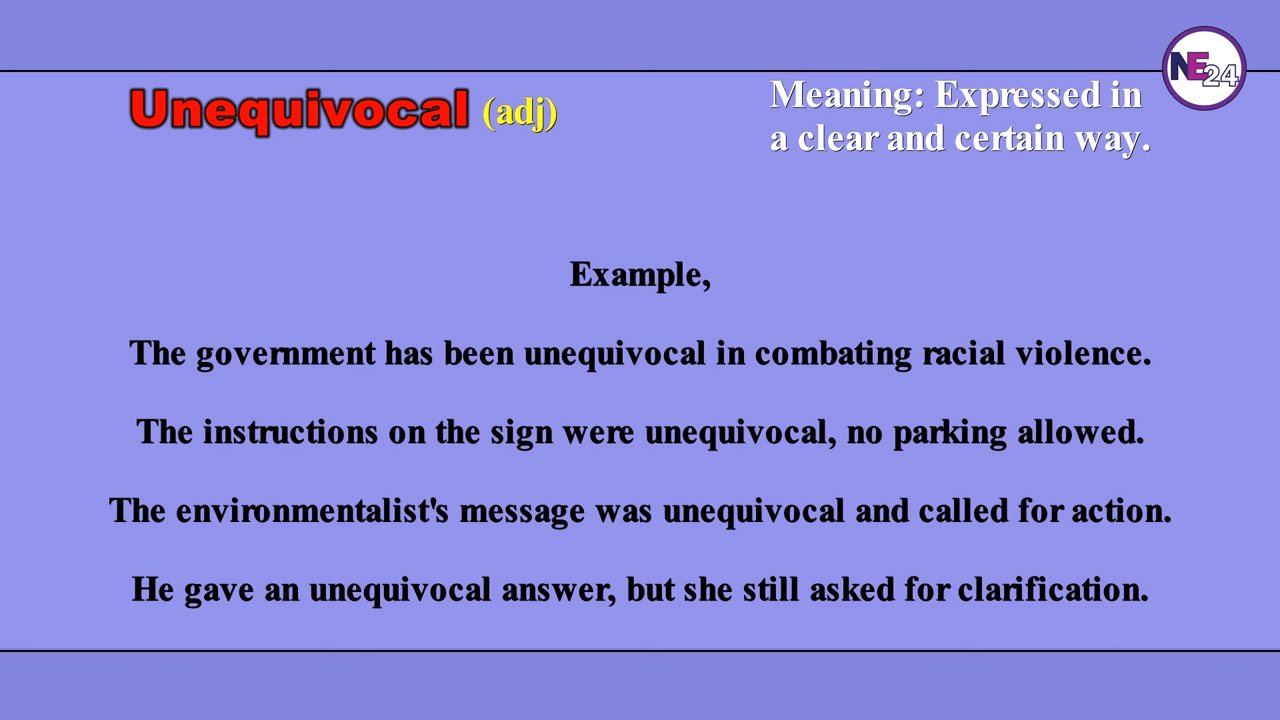 Unequivocal (adj)
Meaning: Expressed in
a clear and certain way.
NE24
Example,
The government has been unequivocal in combating racial violence.
The instructions on the sign were unequivocal, no parking allowed.
The environmentalist's message was unequivocal and called for action.
He gave an unequivocal answer, but she still asked for clarification.